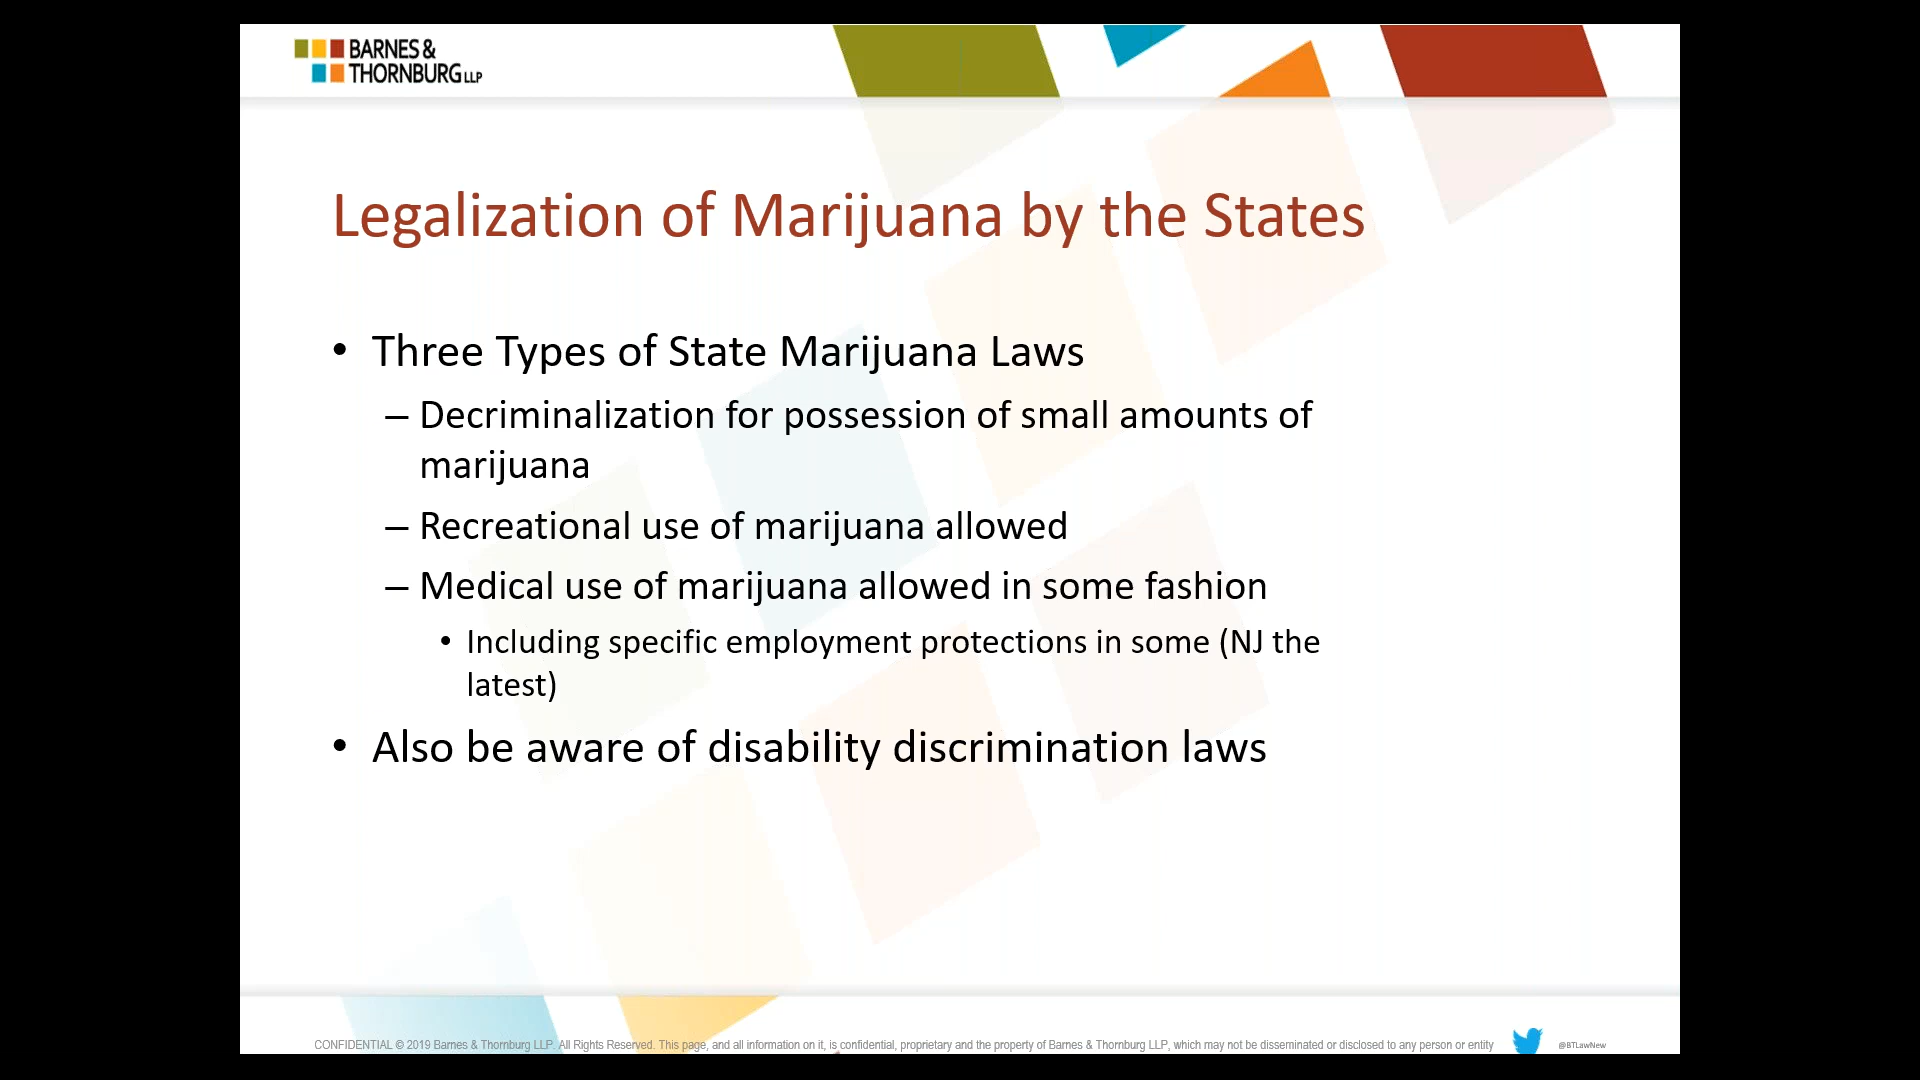 BARNES &
THORNBURG LLP
Legalization of Marijuana by the States
• Three Types of State Marijuana Laws
– Decriminalization for possession of small amounts of
marijuana
– Recreational use of marijuana allowed
– Medical use of marijuana allowed in some fashion
• Including specific employment protections in some (NJ the
latest)
• Also be aware of disability discrimination laws
CONFIDENTIAL © 2019 Barnes & Thornburg LLP. All Rights Reserved. This page, and all information on it, is confidential, proprietary and the property of Barnes & Thornburg LLP, which may not be disseminated or disclosed to any person or entity
@BTLawNew